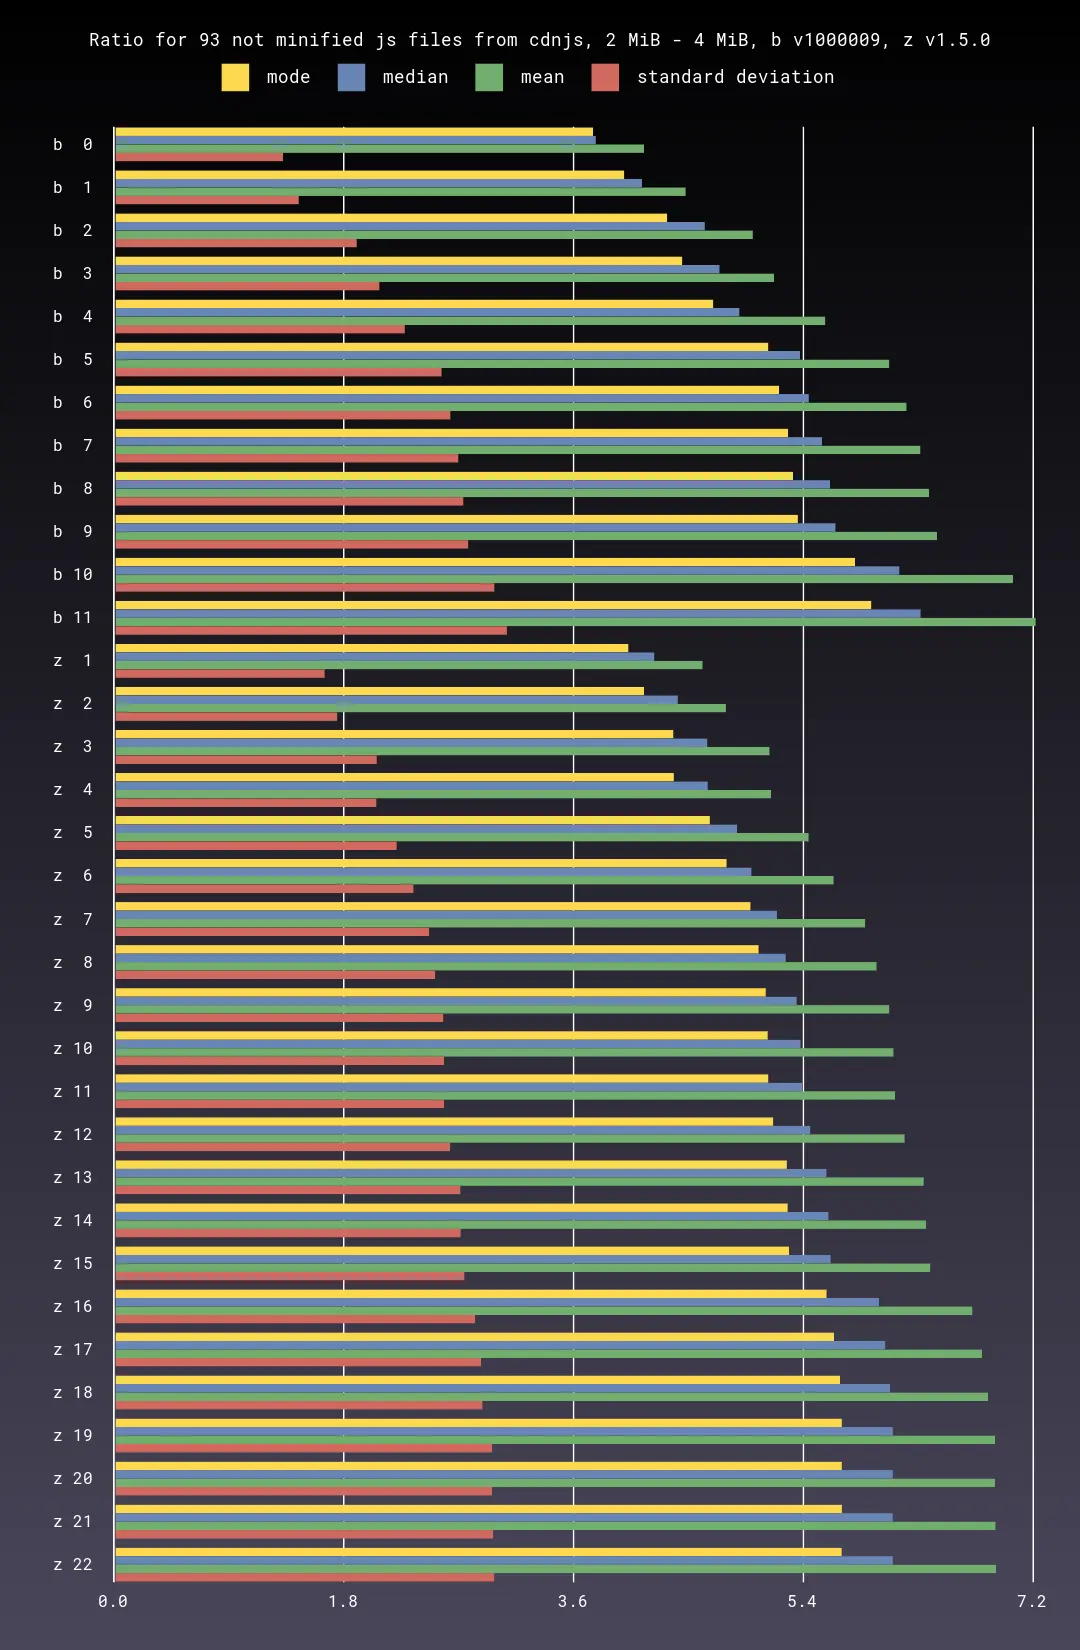 Ratio for 93 not minified js files from cdnjs, 2 MiB - 4 MiB, b v1000009, z v1.5.0
mode median mean standard deviation
b 0
b 1
b 2
b 3
b 4
b 5
b 6
b 7
b 8
b 9
b 10
b 11
z 1
z 2
z 3
z 4
z 5
z 6
z 7
z 8
z 9
z 10
z 11
z 12
z 13
z 14
z 15
z 16
z 17
z 18
z 19
z 20
z 21
z 22
0.0 1.8 3.6 5.4 7.2